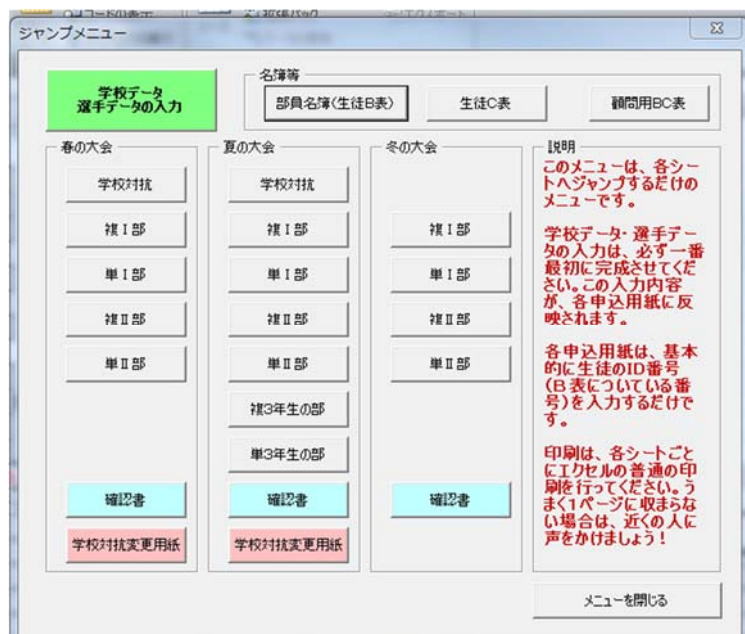 ジャンプメニュー
学校データ
選手データの入力
名簿等
部員名簿(生徒B表)
生徒C表
顧問用BC表
春の大会
学校対抗
複Ⅰ部
単Ⅰ部
複Ⅱ部
単Ⅱ部
確認書
学校対抗変更用紙
夏の大会
学校対抗
複Ⅰ部
単Ⅰ部
複Ⅱ部
単Ⅱ部
複3年生の部
単3年生の部
確認書
学校対抗変更用紙
冬の大会
複Ⅰ部
単Ⅰ部
複Ⅱ部
単Ⅱ部
確認書
説明
このメニューは、各シー
トへジャンプするだけの
メニューです。
学校データ・選手デー
タの入力は、必ず一番
最初に完成させてくだ
さい。この入力内容
が、各申込用紙に反
映されます。
各申込用紙は、基本
的に生徒のID番号
(B表についている番
号)を入力するだけで
す。
印刷は、各シートごと
にエクセルの普通の印
刷を行ってください。う
まく1ページに収まらな
い場合は、近くの人に
声をかけましょう！
メニューを閉じる